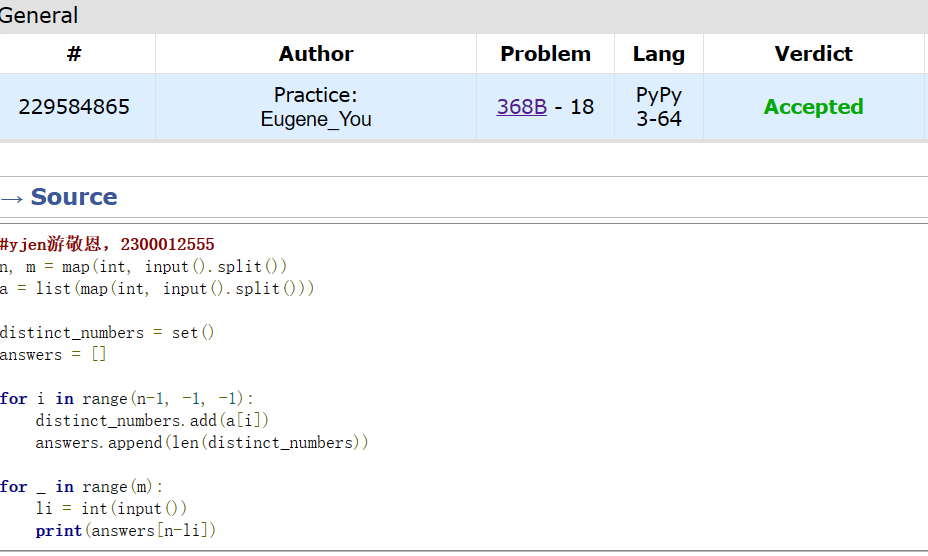 General
# Author Problem Lang Verdict
229584865 Practice: Eugene_You 368B - 18 PyPy 3-64 Accepted
→ Source
#yjen游敬恩，2300012555
n, m = map(int, input().split())
a = list(map(int, input().split()))
distinct_numbers = set()
answers = []
for i in range(n-1, -1, -1):
    distinct_numbers.add(a[i])
    answers.append(len(distinct_numbers))
for _ in range(m):
    li = int(input())
    print(answers[n-li])